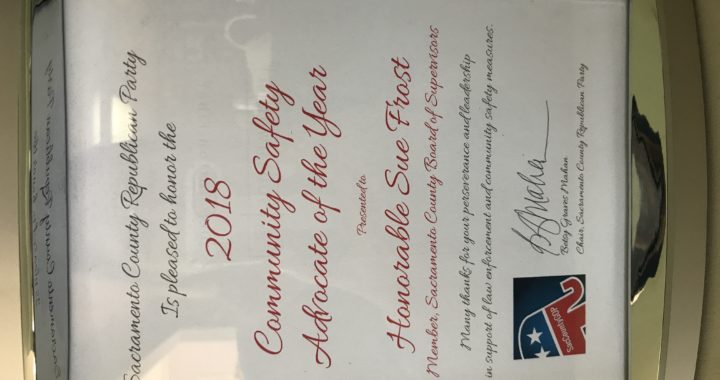 Sacramento County Republican Party
Is pleased to honor the
2018
Community Safety
Advocate of the Year
Presented to
Honorable Sue Frost
Member, Sacramento County Board of Supervisors
Many thanks for your perseverance and leadership
in support of law enforcement and community safety measures.
Betsy Graves Mahan
Chair, Sacramento County Republican Party